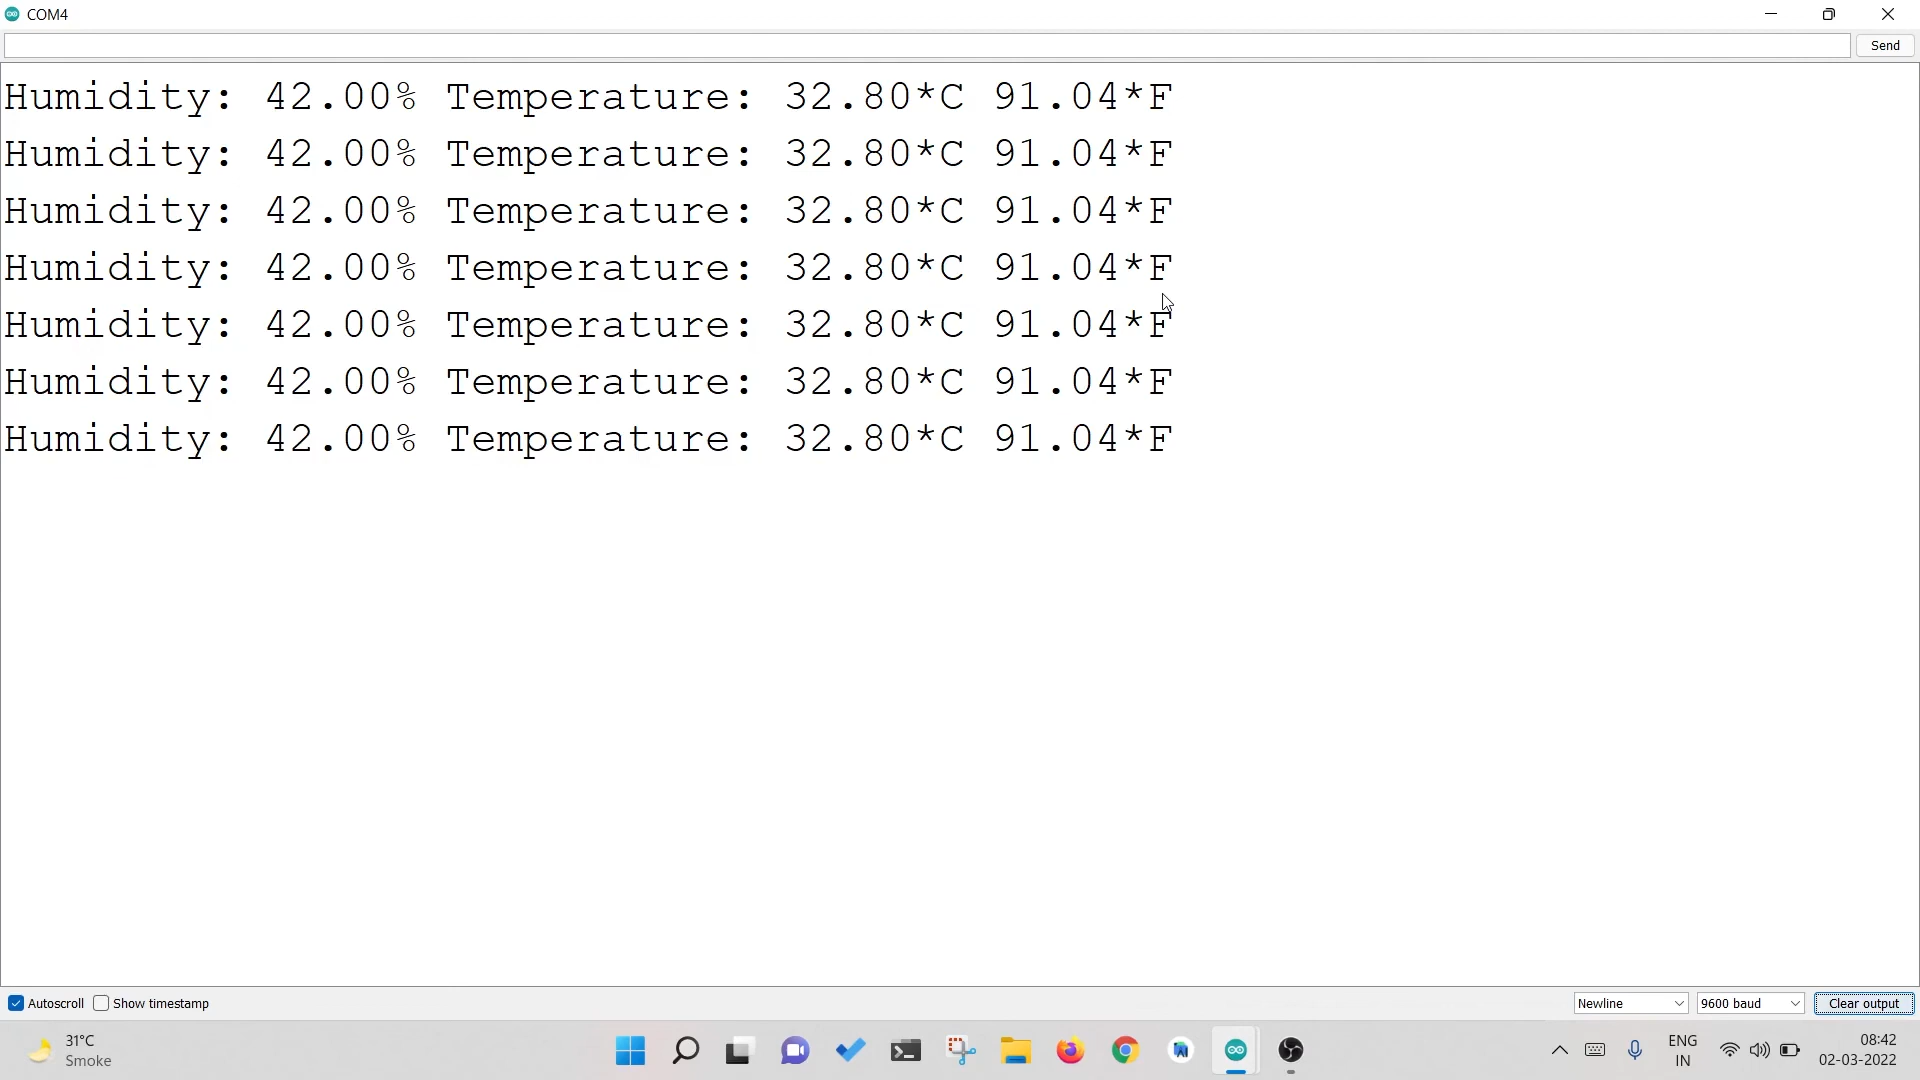 COM4
Send
Humidity: 42.00% Temperature: 32.80*C 91.04*F
Humidity: 42.00% Temperature: 32.80*C 91.04*F
Humidity: 42.00% Temperature: 32.80*C 91.04*F
Humidity: 42.00% Temperature: 32.80*C 91.04*F
Humidity: 42.00% Temperature: 32.80*C 91.04*F
Humidity: 42.00% Temperature: 32.80*C 91.04*F
Humidity: 42.00% Temperature: 32.80*C 91.04*F
Autoscroll Show timestamp Newline 9600 baud Clear output
31°C
Smoke
ENG
IN
08:42
02-03-2022